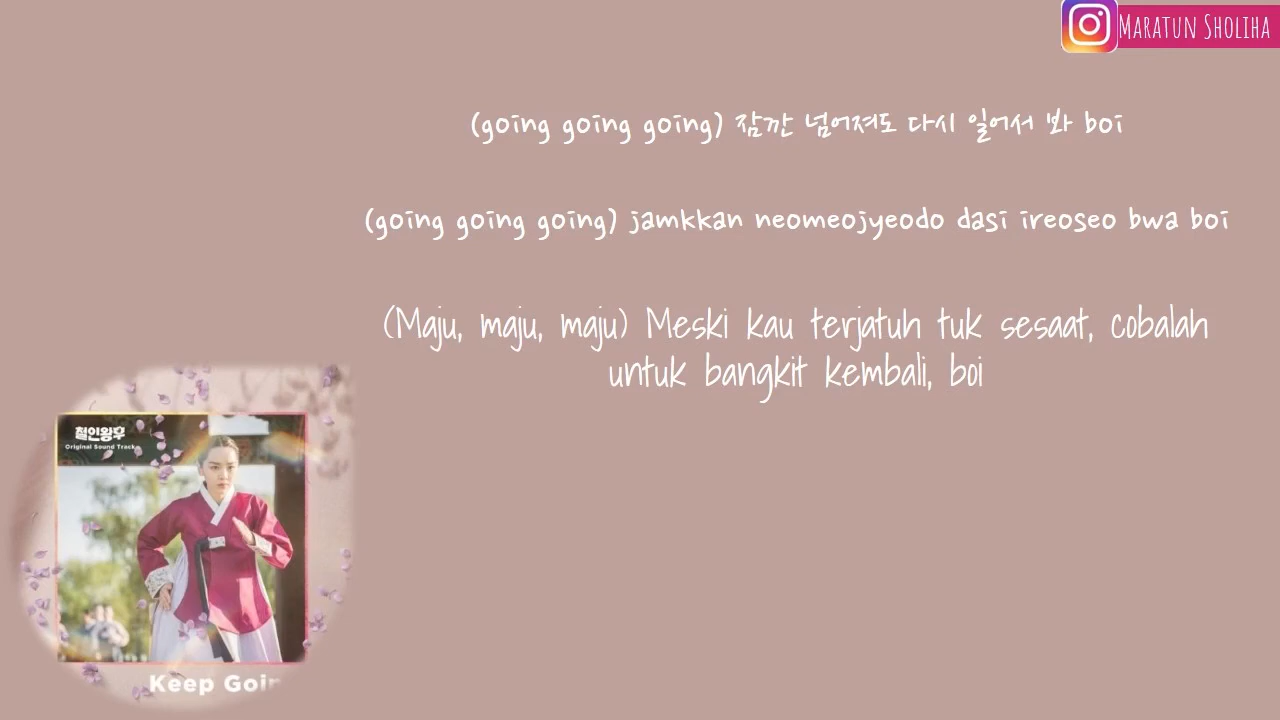 Maratun Sholiha
(going going going) 잠깐 넘어져도 다시 일어서 봐 boi
(going going going) jamkkan neomeojyeodo dasi ireoseo bwa boi
(Maju, maju, maju) Meski kau terjatuh tuk sesaat, cobalah
untuk bangkit kembali, boi
철인왕후
Original Sound Track
Keep Goin